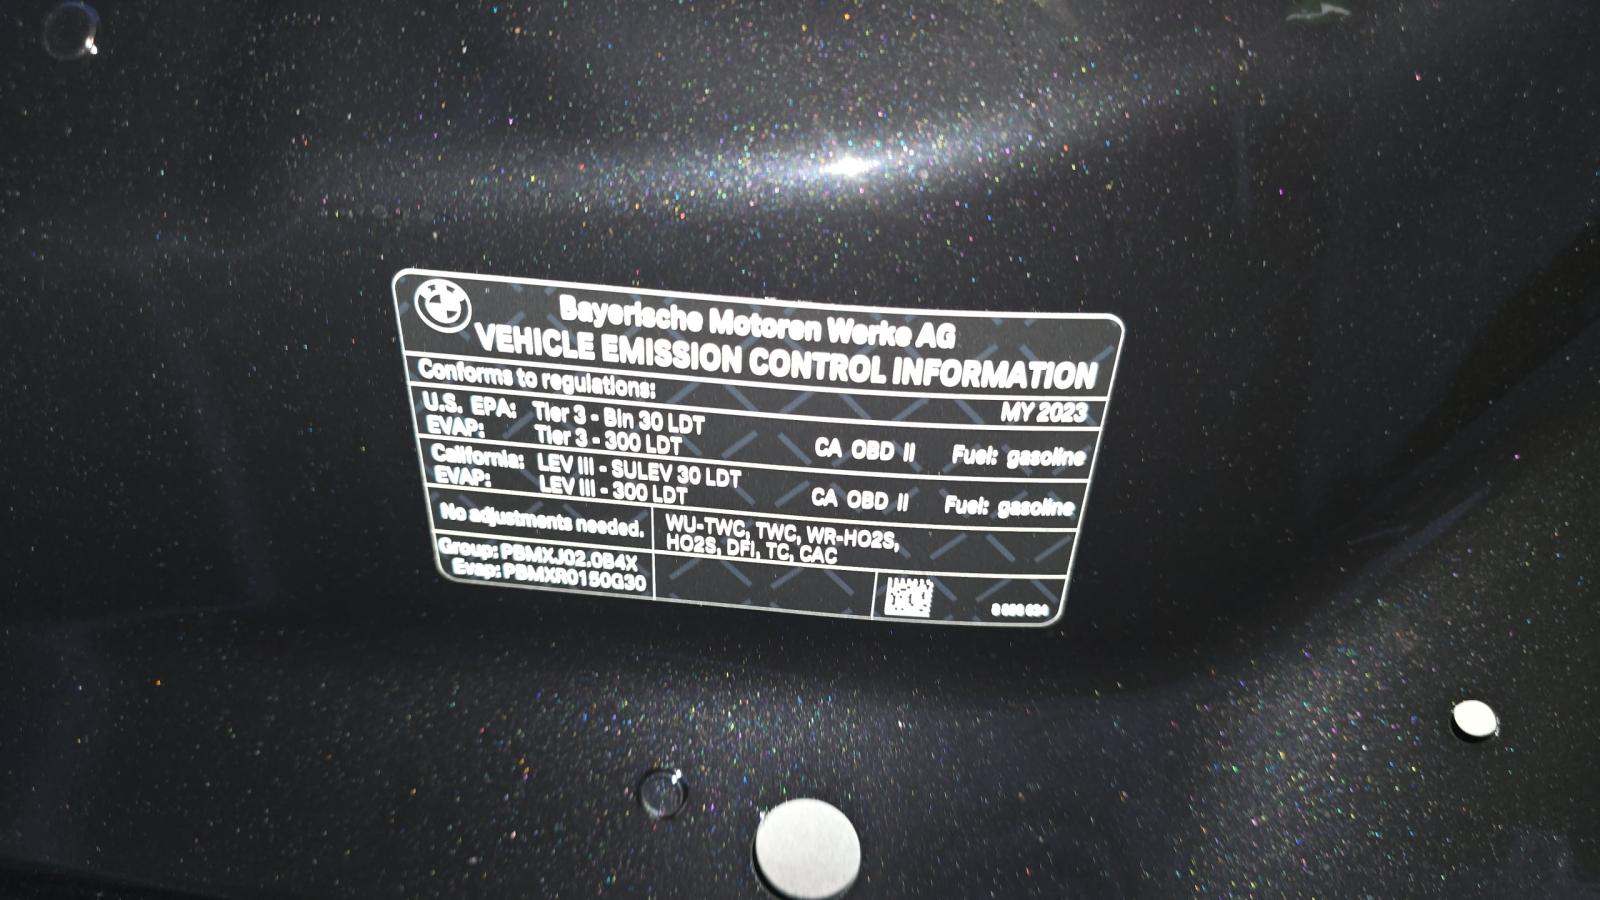 Bayerische Motoren Werke AG
VEHICLE EMISSION CONTROL INFORMATION
Conforms to regulations:
MY 2023
U.S. EPA: Tier 3 - Bin 30 LDT
EVAP: Tier 3 - 300 LDT
CA OBD II Fuel: gasoline
California: LEV III - SULEV 30 LDT
EVAP: LEV III - 300 LDT
CA OBD II Fuel: gasoline
No adjustments needed.
WU-TWC, TWC, WR-HO2S,
HO2S, DFI, TC, CAC
Group: PBMXJ02.0B4X
Evap: PBMXR0150G30